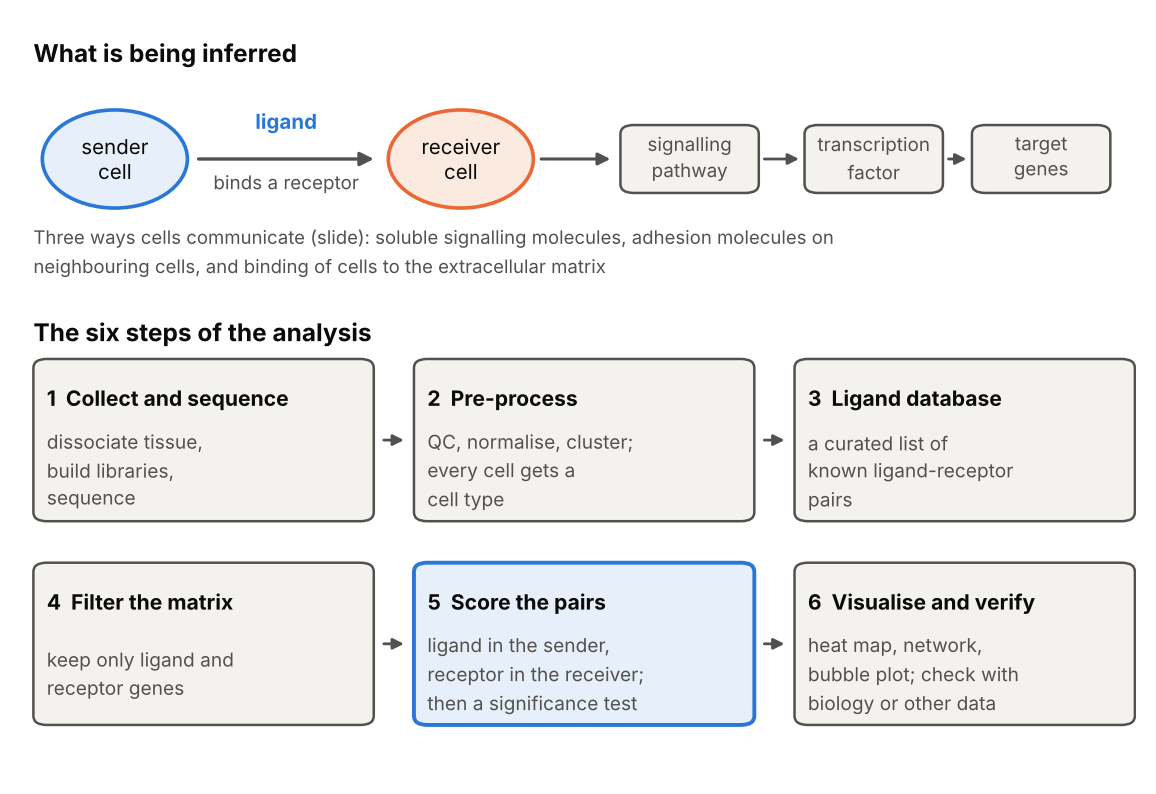 What is being inferred
sender
cell
ligand
binds a receptor
receiver
cell
signalling
pathway
transcription
factor
target
genes
Three ways cells communicate (slide): soluble signalling molecules, adhesion molecules on
neighbouring cells, and binding of cells to the extracellular matrix
The six steps of the analysis
1 Collect and sequence
dissociate tissue,
build libraries,
sequence
2 Pre-process
QC, normalise, cluster;
every cell gets a
cell type
3 Ligand database
a curated list of
known ligand-receptor
pairs
4 Filter the matrix
keep only ligand and
receptor genes
5 Score the pairs
ligand in the sender,
receptor in the receiver;
then a significance test
6 Visualise and verify
heat map, network,
bubble plot; check with
biology or other data